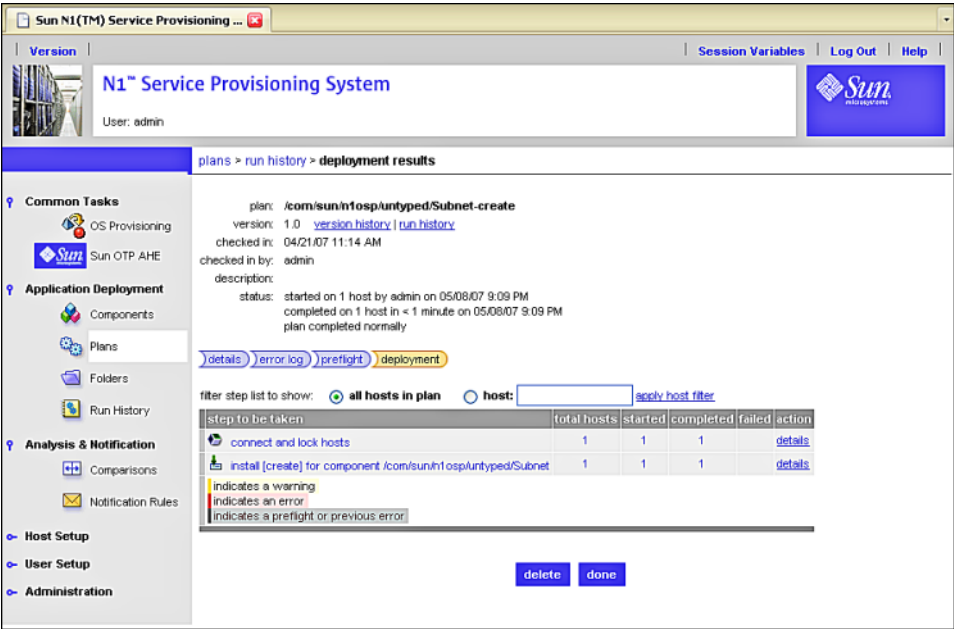 Sun N1(TM) Service Provisioning ...
Version
Session Variables | Log Out | Help
N1™ Service Provisioning System
User: admin
Sun
microsystems
plans > run history > deployment results
Common Tasks
OS Provisioning
Sun Sun OTP AHE
Application Deployment
Components
Plans
Folders
Run History
Analysis & Notification
Comparisons
Notification Rules
Host Setup
User Setup
Administration
plan: /com/sun/n1osp/untyped/Subnet-create
version: 1.0 version history | run history
checked in: 04/21/07 11:14 AM
checked in by: admin
description:
status: started on 1 host by admin on 05/08/07 9:09 PM
completed on 1 host in < 1 minute on 05/08/07 9:09 PM
plan completed normally
details error log preflight deployment
filter step list to show: all hosts in plan host: apply host filter
step to be taken total hosts started completed failed action
connect and lock hosts 1 1 1 details
install [create] for component /com/sun/n1osp/untyped/Subnet 1 1 1 details
indicates a warning
indicates an error
indicates a preflight or previous error
delete done